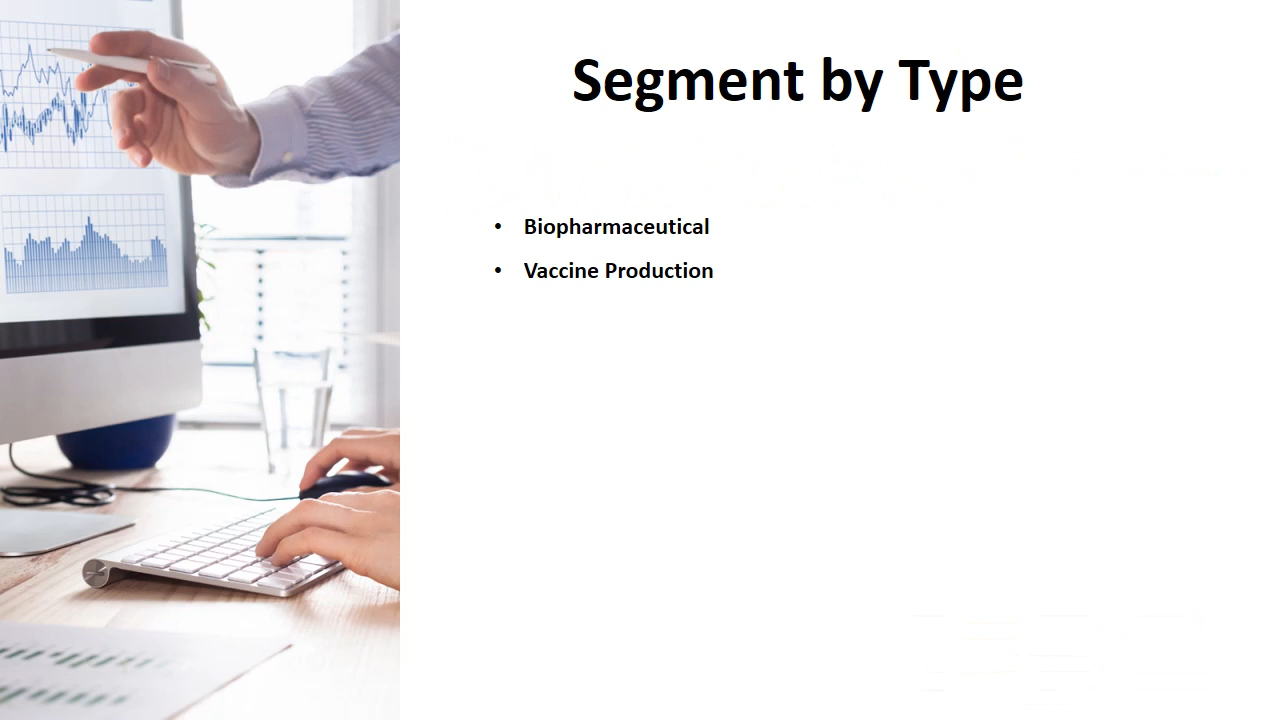 Segment by Type
• Biopharmaceutical
• Vaccine Production